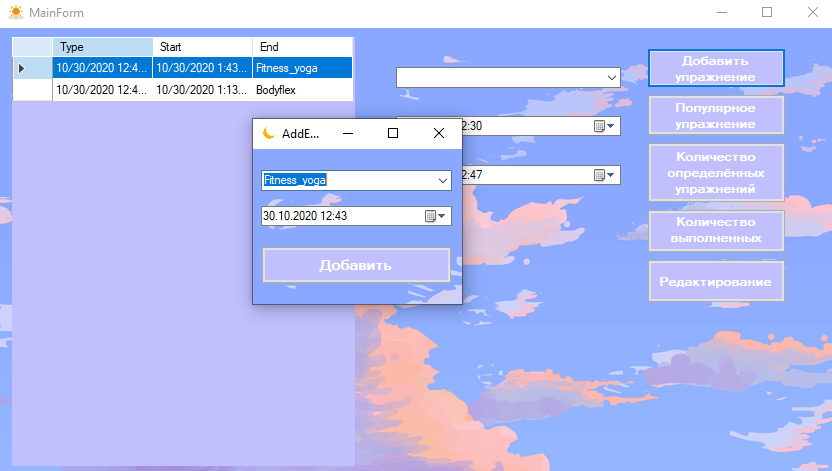 MainForm
Type Start End
10/30/2020 12:4... 10/30/2020 1:43... Fitness_yoga
10/30/2020 12:4... 10/30/2020 1:13... Bodyflex
2:30
2:47
AddE...
Fitness_yoga
30.10.2020 12:43
Добавить
Добавить
упражнение
Популярное
упражнение
Количество
определённых
упражнений
Количество
выполненных
Редактирование